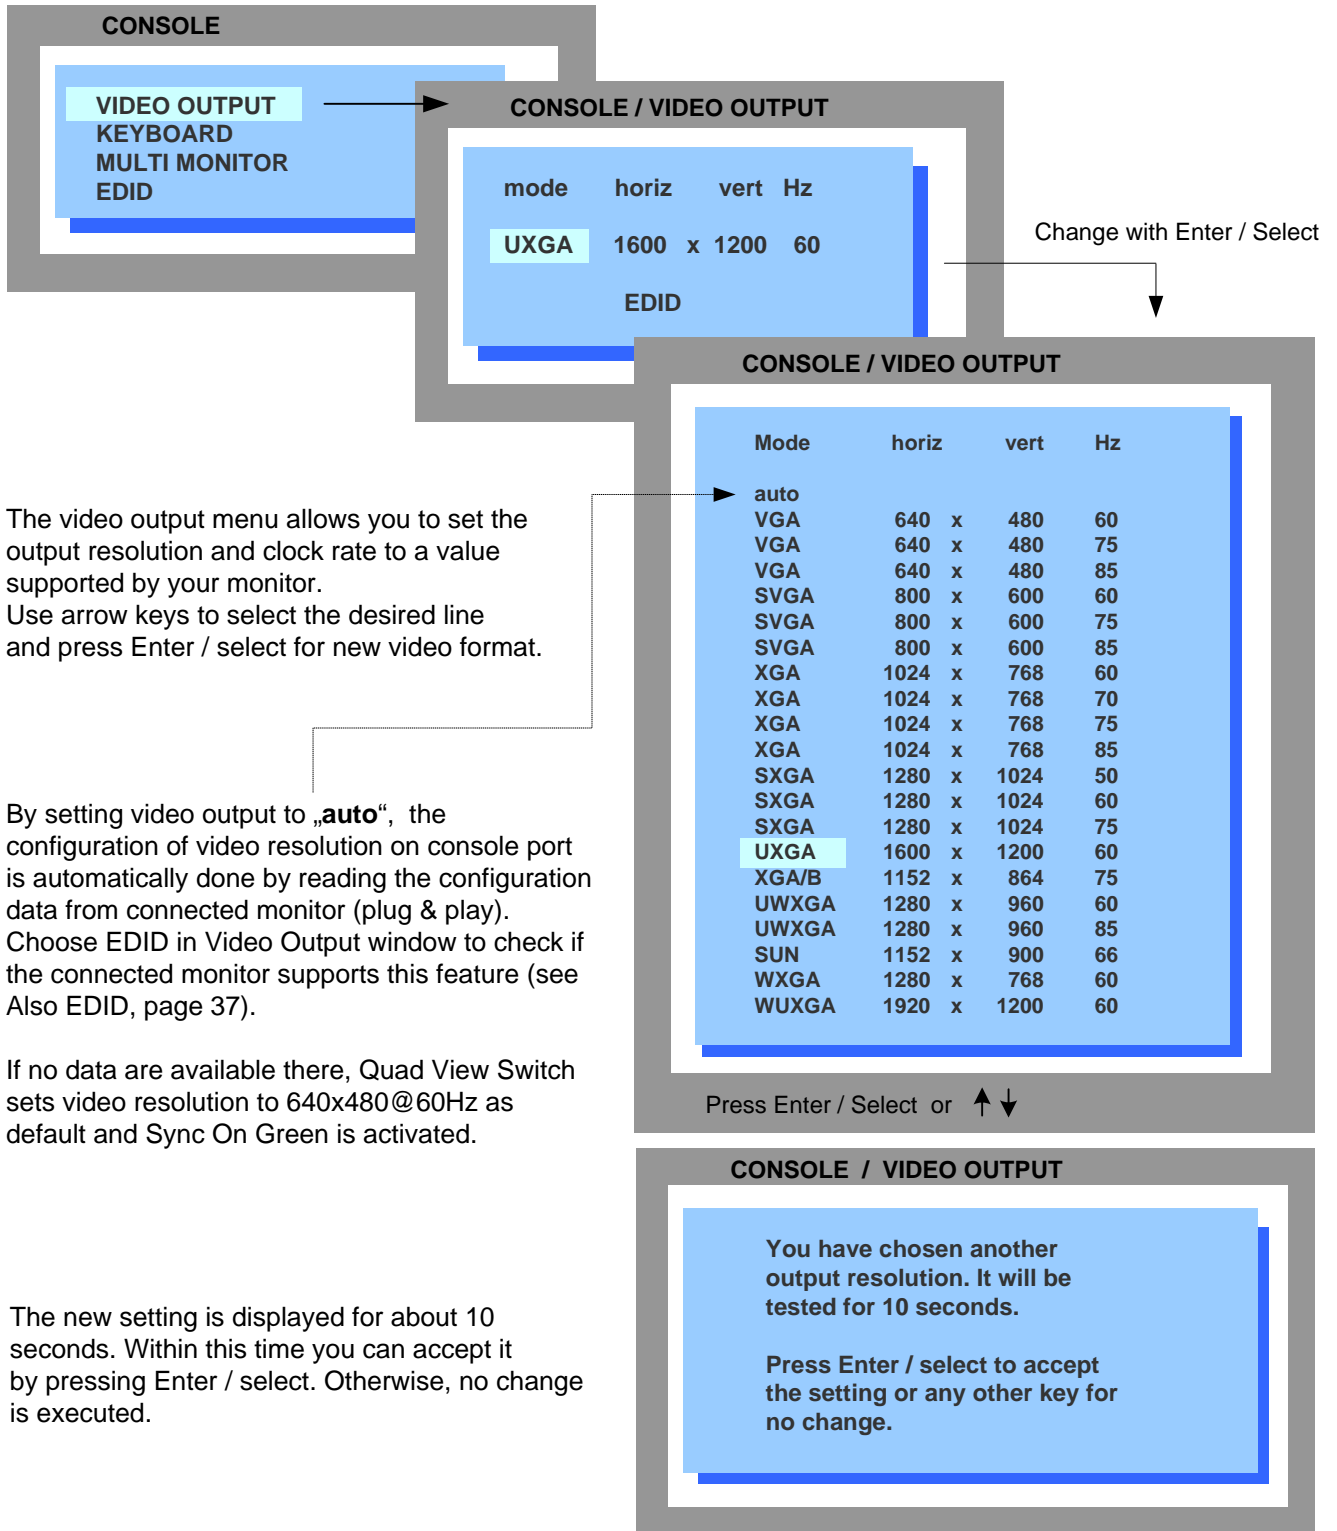 CONSOLE
VIDEO OUTPUT
KEYBOARD
MULTI MONITOR
EDID
CONSOLE / VIDEO OUTPUT
mode horiz vert Hz
UXGA 1600 x 1200 60
EDID
Change with Enter / Select
CONSOLE / VIDEO OUTPUT
Mode horiz vert Hz
auto
VGA 640 x 480 60
VGA 640 x 480 75
VGA 640 x 480 85
SVGA 800 x 600 60
SVGA 800 x 600 75
SVGA 800 x 600 85
XGA 1024 x 768 60
XGA 1024 x 768 70
XGA 1024 x 768 75
XGA 1024 x 768 85
SXGA 1280 x 1024 50
SXGA 1280 x 1024 60
SXGA 1280 x 1024 75
UXGA 1600 x 1200 60
XGA/B 1152 x 864 75
UWXGA 1280 x 960 60
UWXGA 1280 x 960 85
SUN 1152 x 900 66
WXGA 1280 x 768 60
WUXGA 1920 x 1200 60
Press Enter / Select or
The video output menu allows you to set the
output resolution and clock rate to a value
supported by your monitor.
Use arrow keys to select the desired line
and press Enter / select for new video format.
By setting video output to „auto“, the
configuration of video resolution on console port
is automatically done by reading the configuration
data from connected monitor (plug & play).
Choose EDID in Video Output window to check if
the connected monitor supports this feature (see
Also EDID, page 37).
If no data are available there, Quad View Switch
sets video resolution to 640x480@60Hz as
default and Sync On Green is activated.
CONSOLE / VIDEO OUTPUT
You have chosen another
output resolution. It will be
tested for 10 seconds.
Press Enter / select to accept
the setting or any other key for
no change.
The new setting is displayed for about 10
seconds. Within this time you can accept it
by pressing Enter / select. Otherwise, no change
is executed.